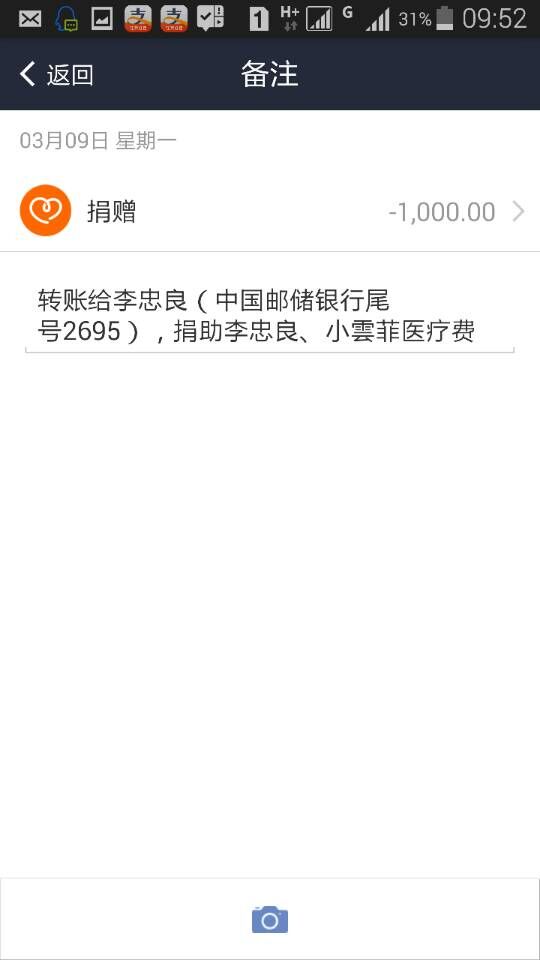 1 H+ G 31% 09:52
返回 备注
03月09日 星期一
捐赠 -1,000.00
转账给李忠良（中国邮储银行尾
号2695），捐助李忠良、小雲菲医疗费